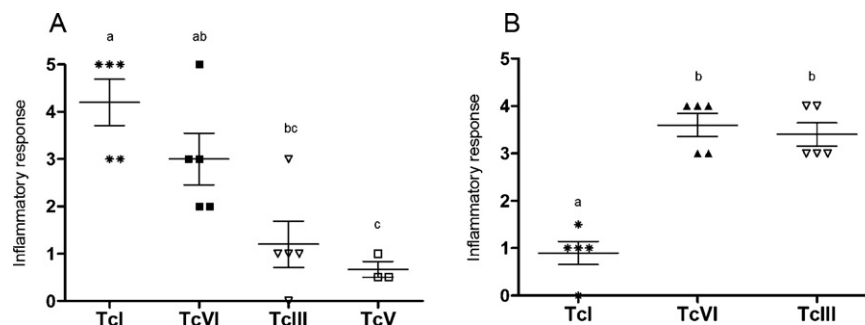 A
a
ab
bc
c
Inflammatory response
5
4
3
2
1
0
TcI
TcVI
TcIII
TcV
B
b
b
a
Inflammatory response
5
4
3
2
1
0
TcI
TcVI
TcIII